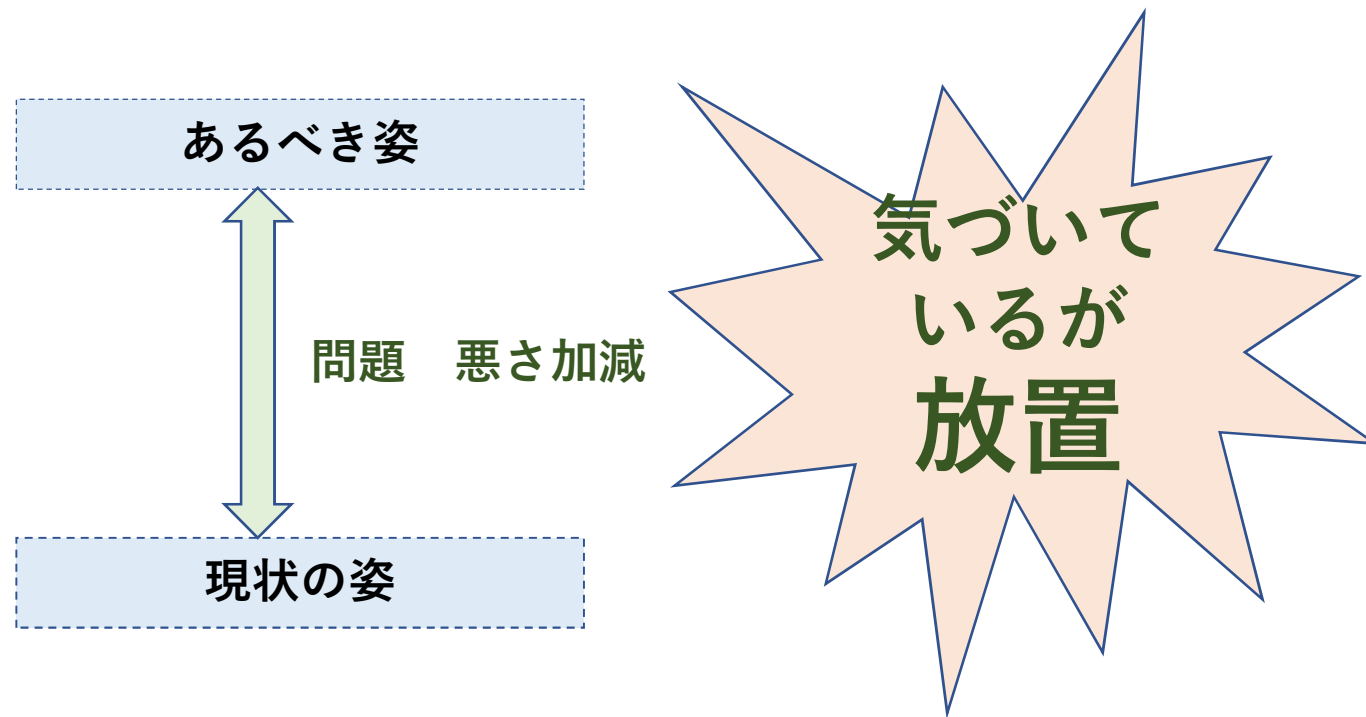 あるべき姿
問題　悪さ加減
現状の姿
気づいて
いるが
放置